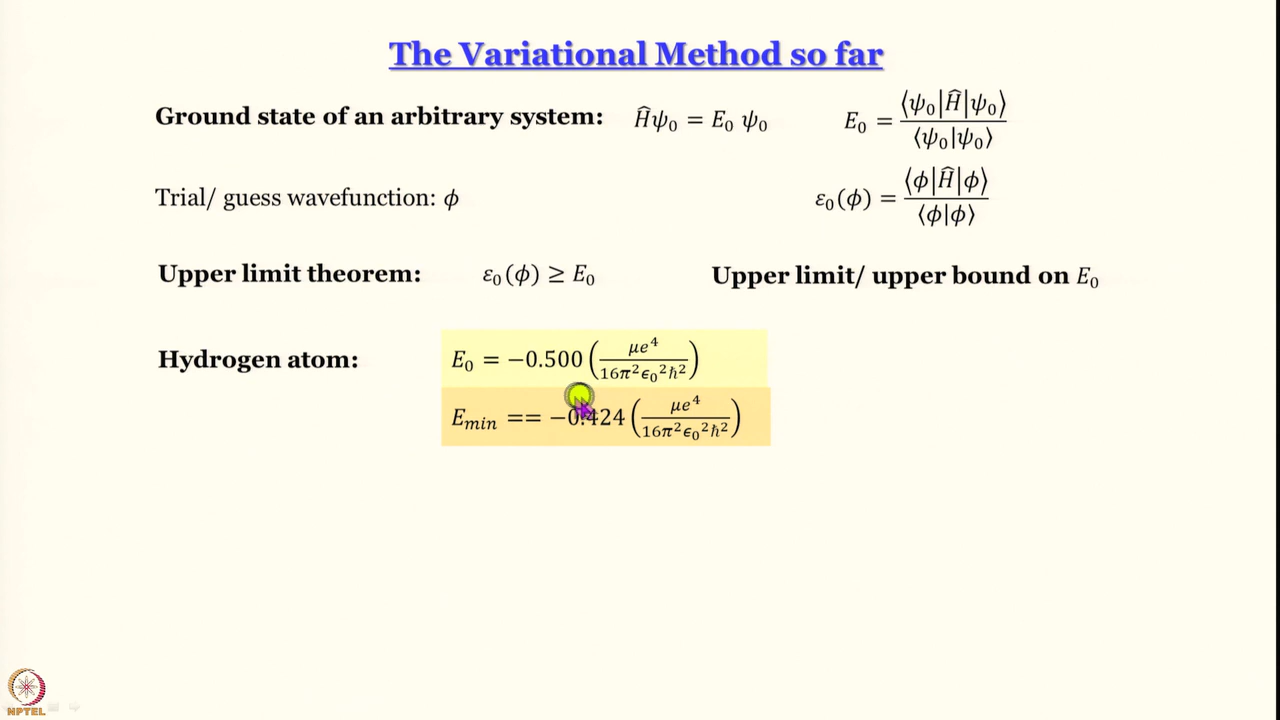 The Variational Method so far
Ground state of an arbitrary system: Ĥψ₀ = E₀ ψ₀ E₀ = ⟨ψ₀|Ĥ|ψ₀⟩ / ⟨ψ₀|ψ₀⟩
Trial/ guess wavefunction: ϕ ε₀(ϕ) = ⟨ϕ|Ĥ|ϕ⟩ / ⟨ϕ|ϕ⟩
Upper limit theorem: ε₀(ϕ) ≥ E₀ Upper limit/ upper bound on E₀
Hydrogen atom: E₀ = −0.500 (μe⁴ / 16π²ϵ₀²ℏ²)
E_min == −0.424 (μe⁴ / 16π²ϵ₀²ℏ²)
NPTEL